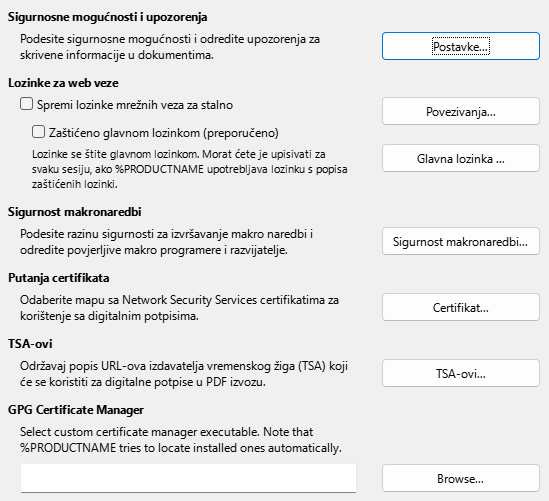 Sigurnosne mogućnosti i upozorenja
Podesite sigurnosne mogućnosti i odredite upozorenja za
skrivene informacije u dokumentima.
Postavke...
Lozinke za web veze
Spremi lozinke mrežnih veza za stalno
Povezivanja...
Zaštićeno glavnom lozinkom (preporučeno)
Lozinke se štite glavnom lozinkom. Morat ćete je upisivati za
svaku sesiju, ako %PRODUCTNAME upotrebljava lozinku s popisa
zaštićenih lozinki.
Glavna lozinka ...
Sigurnost makronaredbi
Podesite razinu sigurnosti za izvršavanje makro naredbi i
odredite povjerljive makro programere i razvijatelje.
Sigurnost makronaredbi...
Putanja certifikata
Odaberite mapu sa Network Security Services certifikatima za
korištenje sa digitalnim potpisima.
Certifikat...
TSA-ovi
Održavaj popis URL-ova izdavatelja vremenskog žiga (TSA) koji
će se koristiti za digitalne potpise u PDF izvozu.
TSA-ovi...
GPG Certificate Manager
Select custom certificate manager executable. Note that
%PRODUCTNAME tries to locate installed ones automatically.
Browse...